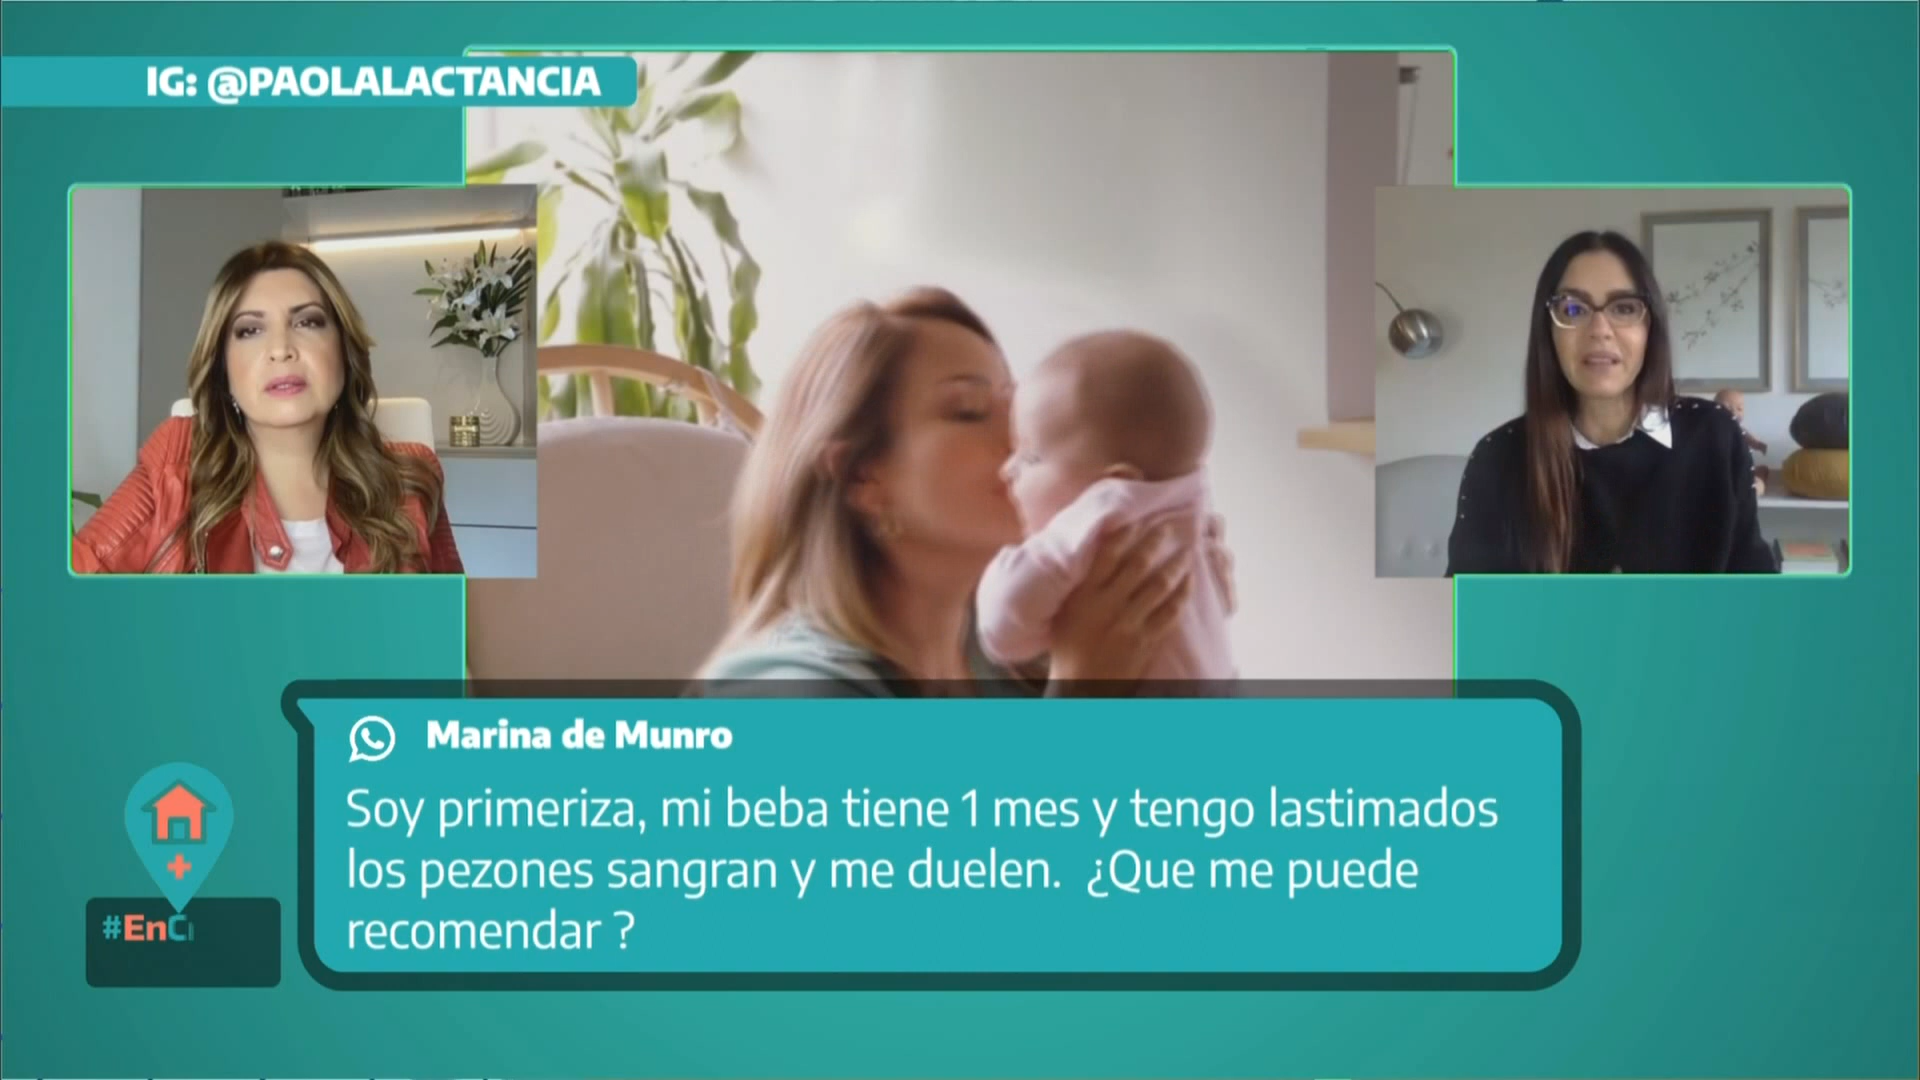 IG: @PAOLALACTANCIA
Marina de Munro
Soy primeriza, mi beba tiene 1 mes y tengo lastimados
los pezones sangran y me duelen. ¿Que me puede
recomendar ?